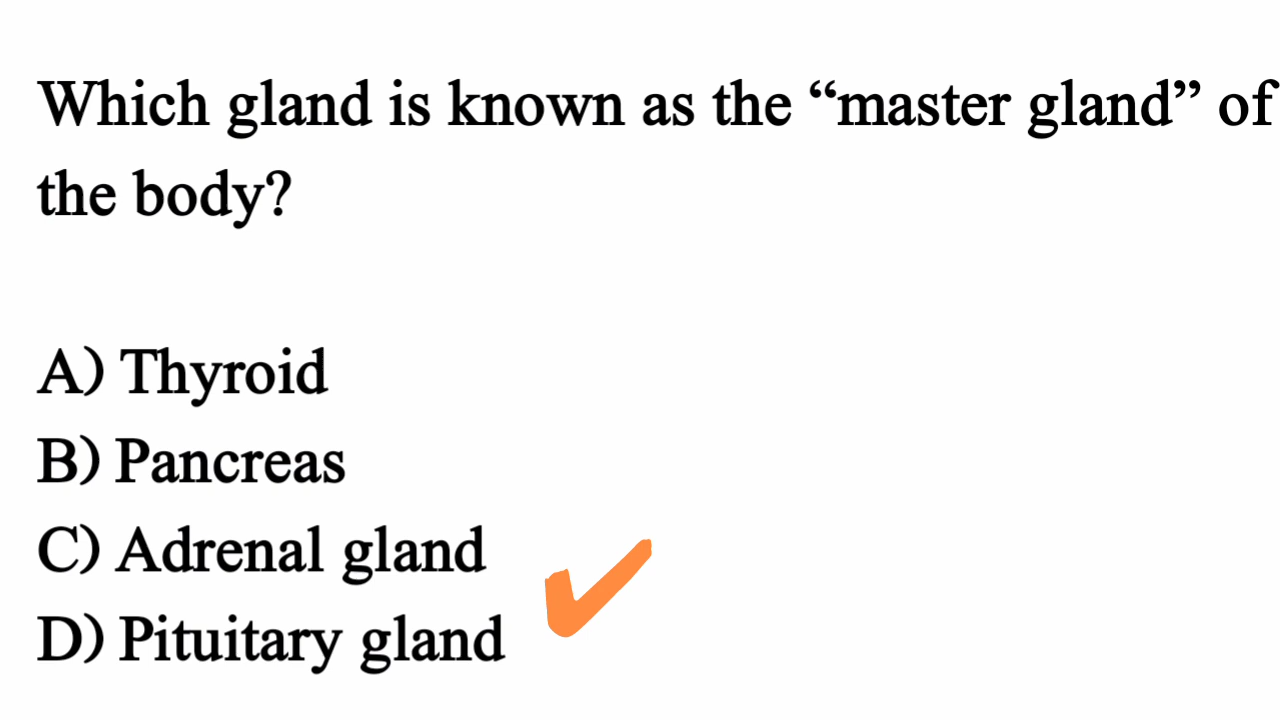 Which gland is known as the “master gland” of
the body?
A) Thyroid
B) Pancreas
C) Adrenal gland
D) Pituitary gland